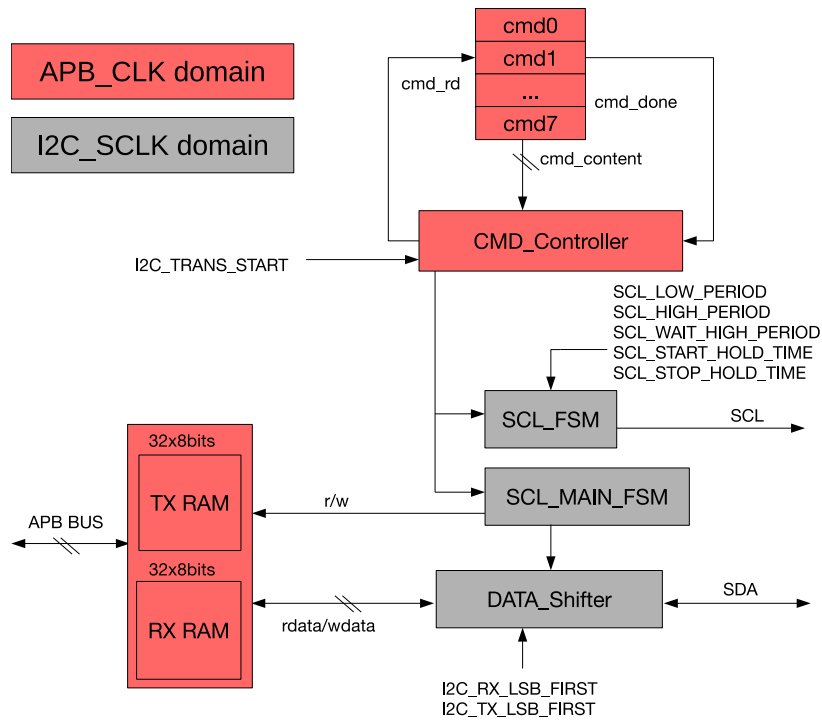 APB_CLK domain
I2C_SCLK domain
cmd0
cmd1
...
cmd7
cmd_rd
cmd_done
cmd_content
CMD_Controller
I2C_TRANS_START
SCL_LOW_PERIOD
SCL_HIGH_PERIOD
SCL_WAIT_HIGH_PERIOD
SCL_START_HOLD_TIME
SCL_STOP_HOLD_TIME
SCL_FSM
SCL
32x8bits
TX RAM
r/w
SCL_MAIN_FSM
APB BUS
32x8bits
RX RAM
rdata/wdata
DATA_Shifter
SDA
I2C_RX_LSB_FIRST
I2C_TX_LSB_FIRST